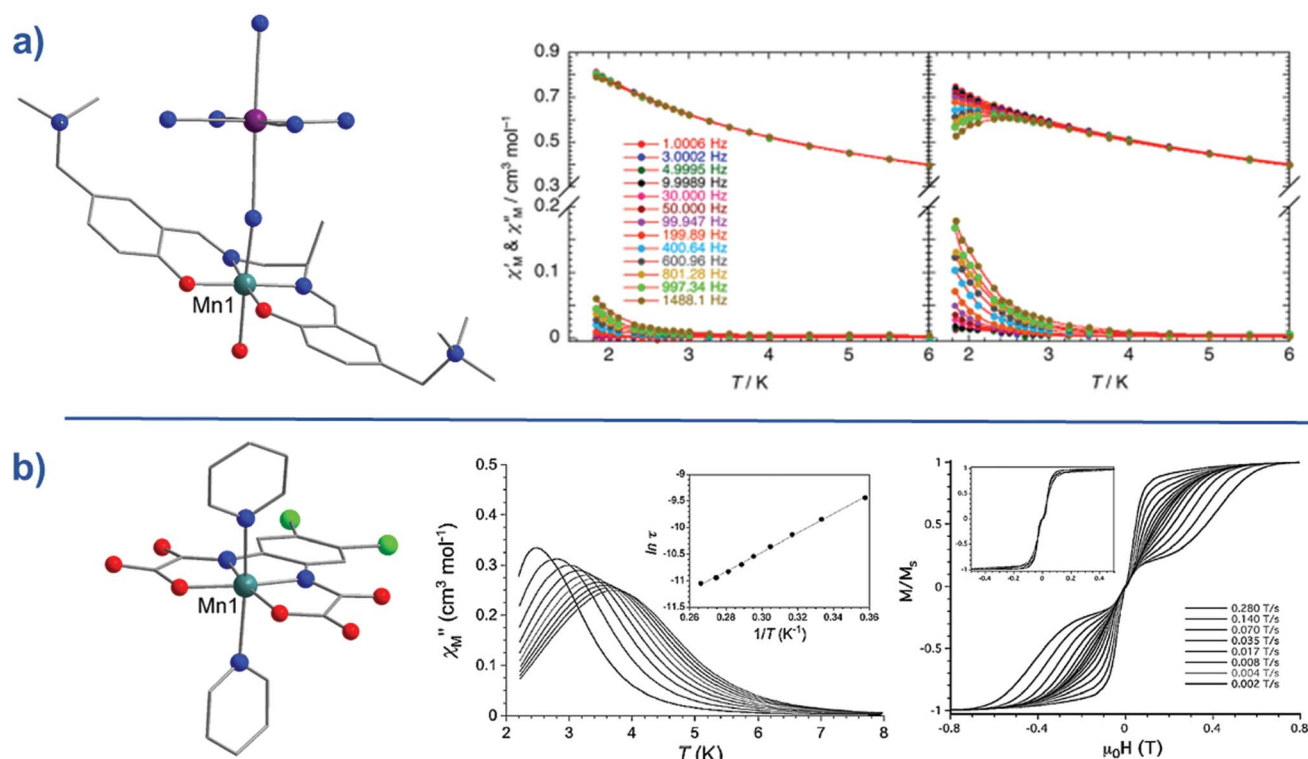 a)
Mn1
χ′M & χ″M / cm³ mol⁻¹
0.9
0.8
0.7
0.6
0.5
0.4
0.3
0.2
0.1
0
1.0006 Hz
3.0002 Hz
4.9995 Hz
9.9989 Hz
30.000 Hz
50.000 Hz
99.947 Hz
199.89 Hz
400.64 Hz
600.96 Hz
801.28 Hz
997.34 Hz
1488.1 Hz
2 3 4 5 6 2 3 4 5 6
T / K T / K
b)
Mn1
χM″ (cm³ mol⁻¹)
0.5
0.4
0.3
0.2
0.1
0
2 3 4 5 6 7 8
T (K)
ln τ
-9
-9.5
-10
-10.5
-11
-11.5
0.26 0.28 0.30 0.32 0.34 0.36
1/T (K⁻¹)
M/Ms
1
0.5
0
-0.5
-1
1
0.5
0
-0.5
-1
-0.4 -0.2 0 0.2 0.4
0.280 T/s
0.140 T/s
0.070 T/s
0.035 T/s
0.017 T/s
0.008 T/s
0.004 T/s
0.002 T/s
-0.8 -0.4 0 0.4 0.8
μ₀H (T)